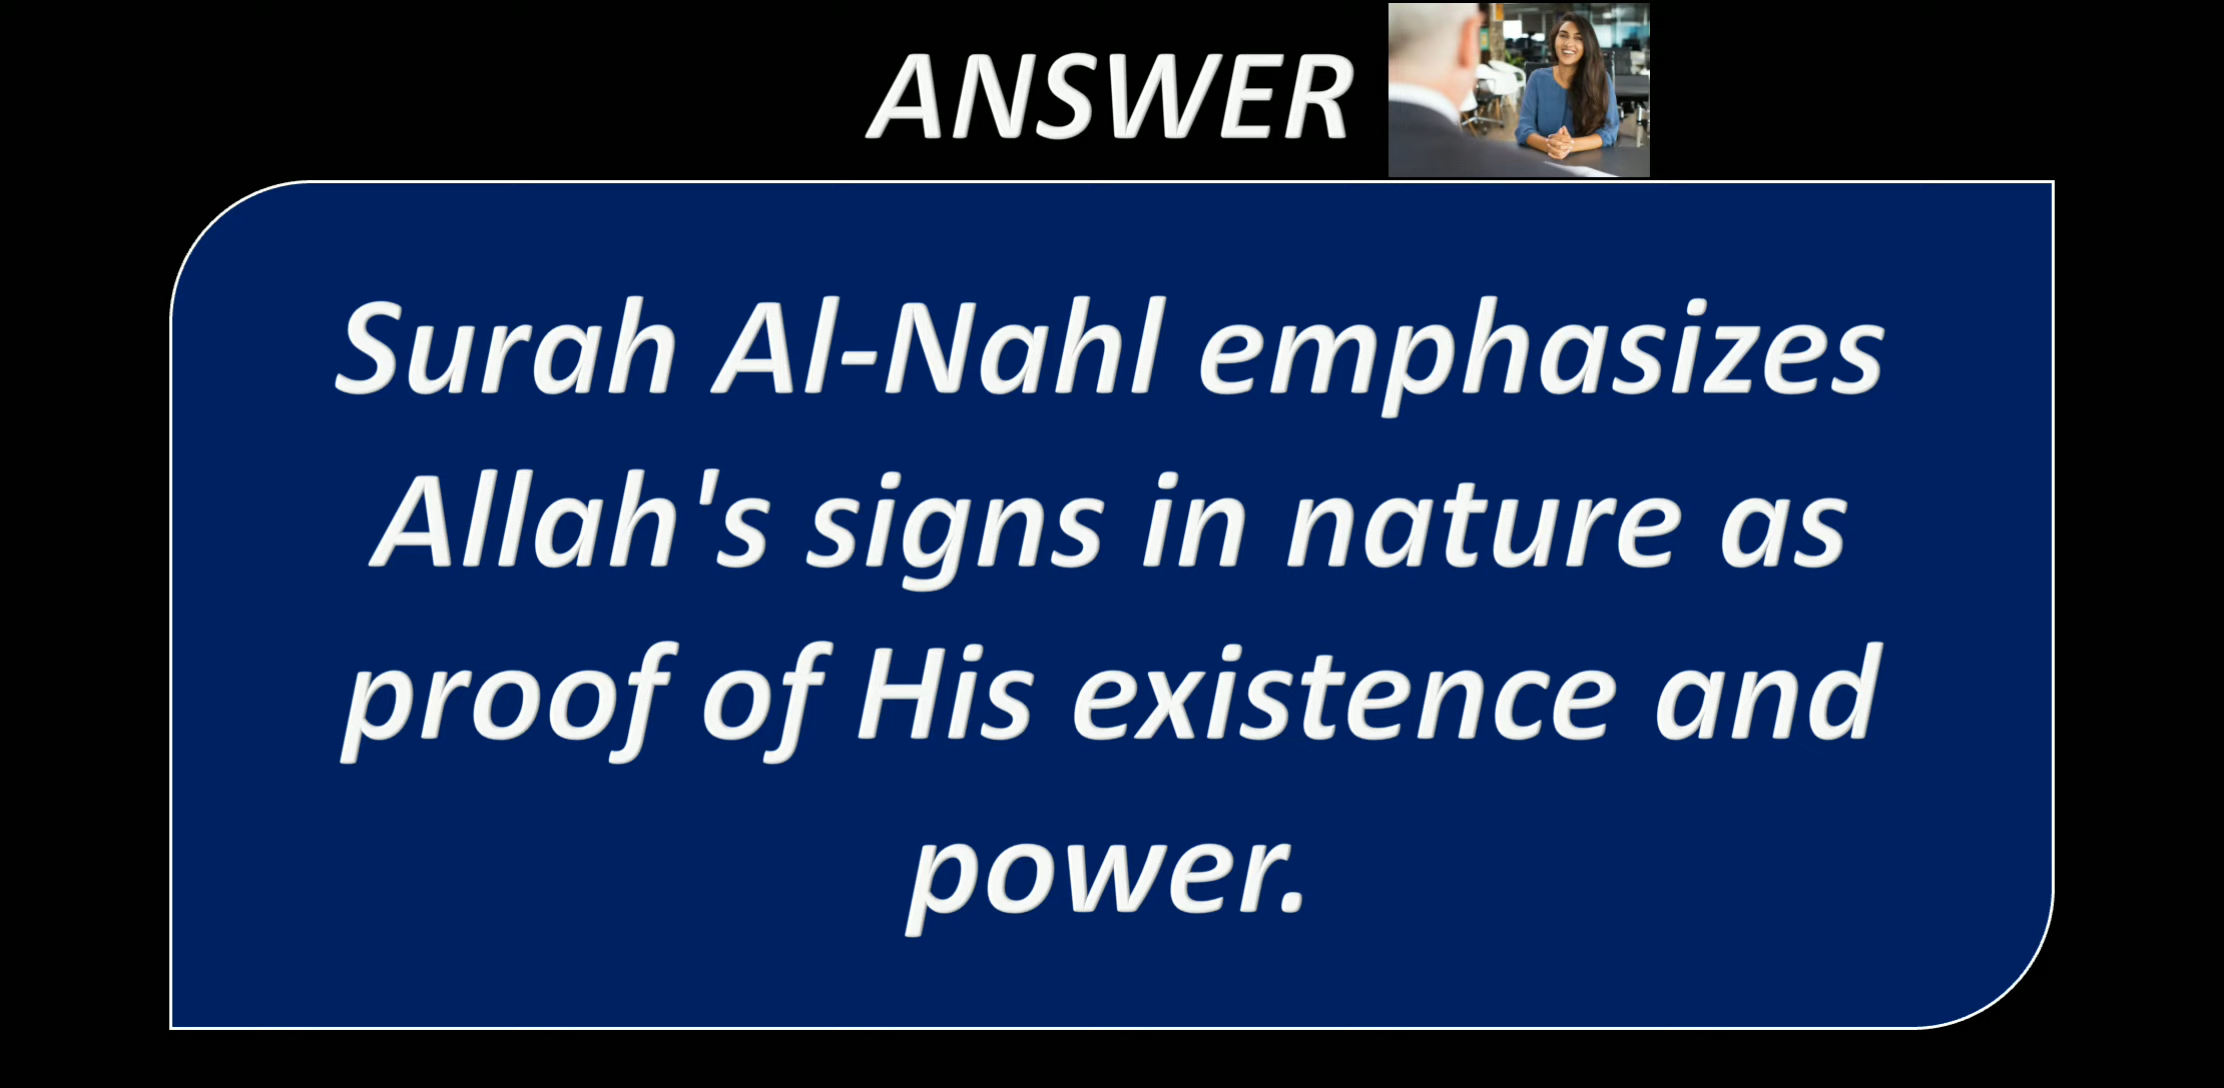 ANSWER
Surah Al-Nahl emphasizes
Allah's signs in nature as
proof of His existence and
power.